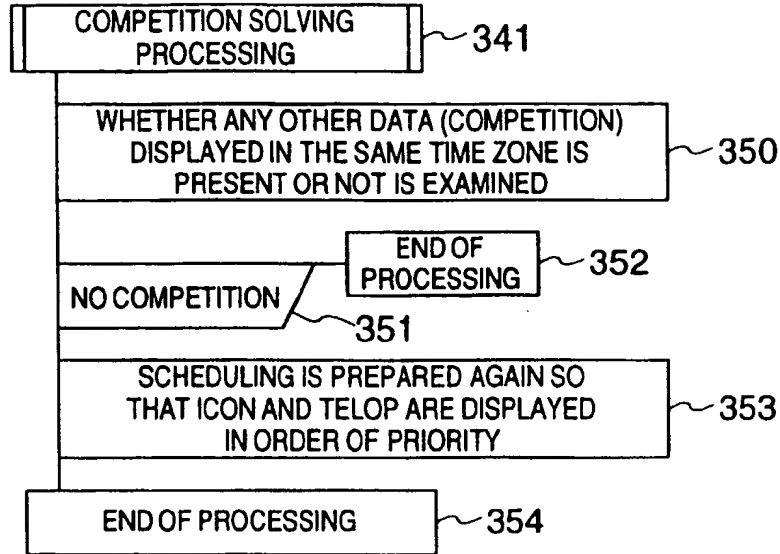 COMPETITION SOLVING
PROCESSING
341
WHETHER ANY OTHER DATA (COMPETITION)
DISPLAYED IN THE SAME TIME ZONE IS
PRESENT OR NOT IS EXAMINED
350
END OF
PROCESSING
352
NO COMPETITION
351
SCHEDULING IS PREPARED AGAIN SO
THAT ICON AND TELOP ARE DISPLAYED
IN ORDER OF PRIORITY
353
END OF PROCESSING
354